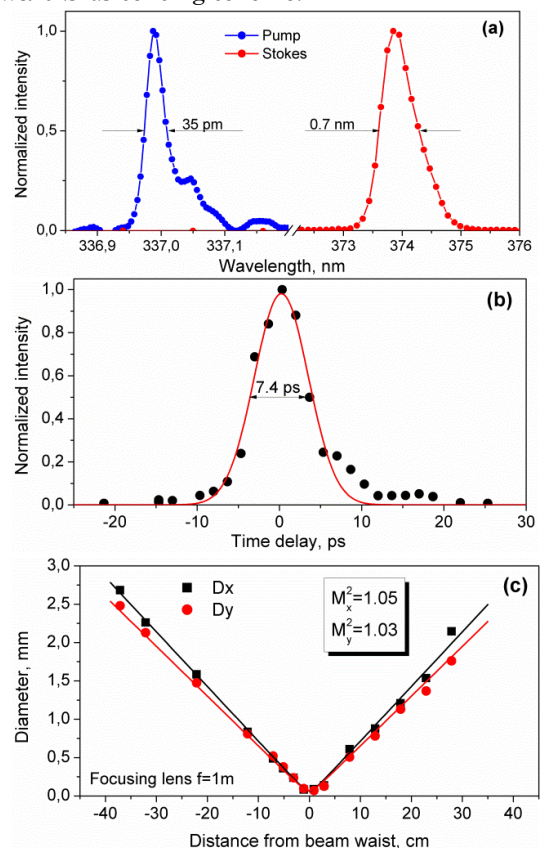 (a)
Pump
Stokes
35 pm
0.7 nm
Normalized intensity
1,0
0,5
0,0
336,9 337,0 337,1 373 374 375 376
Wavelength, nm
(b)
7.4 ps
Normalized intensity
1,0
0,8
0,6
0,4
0,2
0,0
-20 -10 0 10 20 30
Time delay, ps
(c)
Dx
Dy
M²x=1.05
M²y=1.03
Diameter, mm
3,0
2,5
2,0
1,5
1,0
0,5
0,0
Focusing lens f=1m
-40 -30 -20 -10 0 10 20 30 40
Distance from beam waist, cm